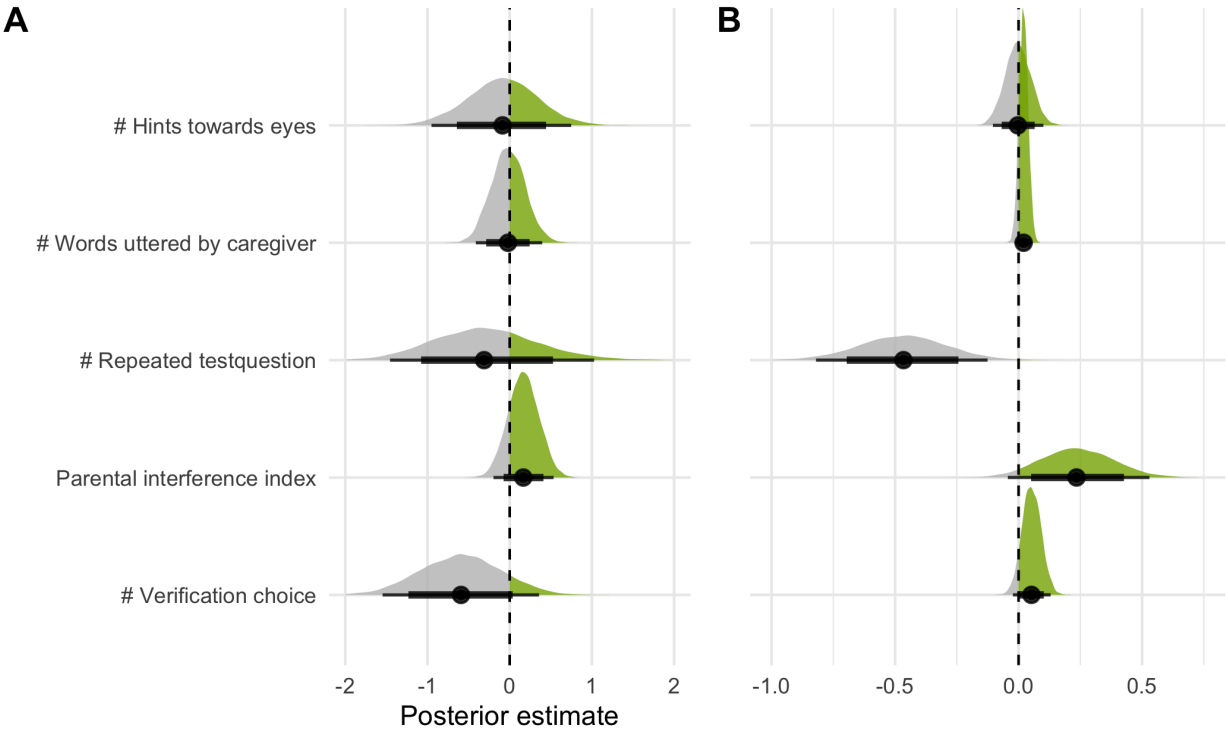 A
B
# Hints towards eyes
# Words uttered by caregiver
# Repeated testquestion
Parental interference index
# Verification choice
-2 -1 0 1 2
-1.0 -0.5 0.0 0.5
Posterior estimate